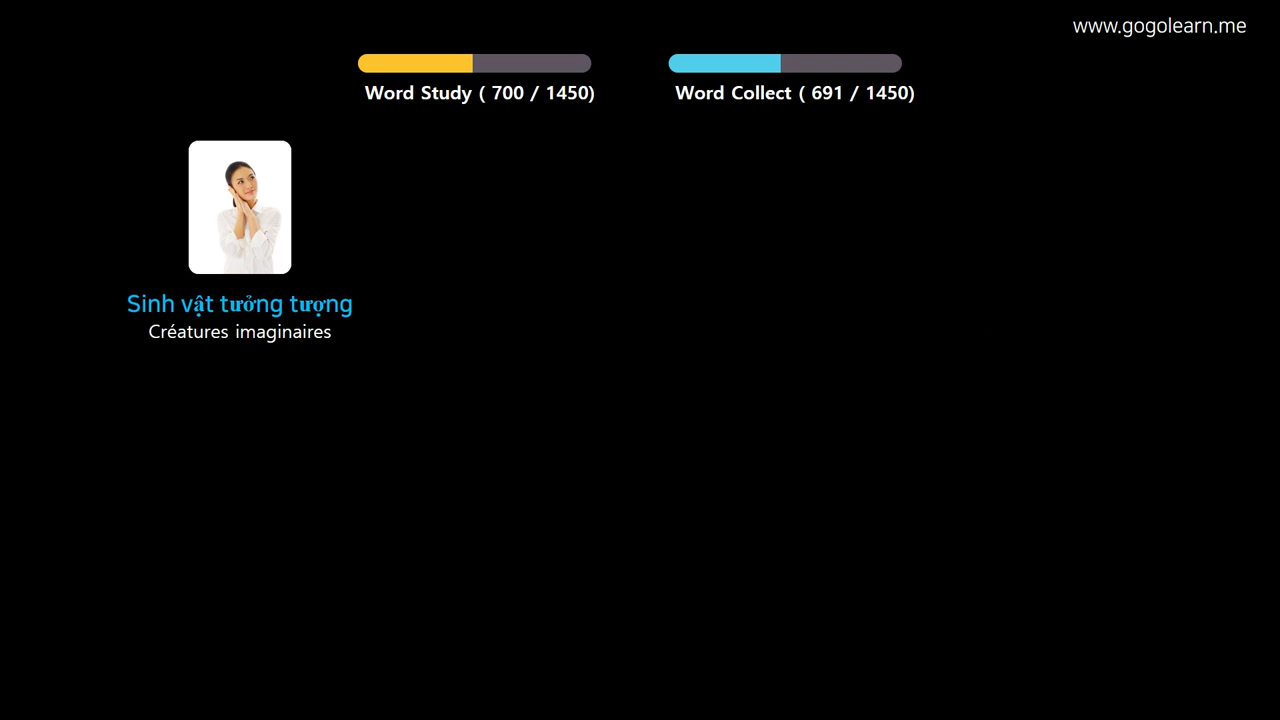 www.gogolearn.me
Word Study ( 700 / 1450)
Word Collect ( 691 / 1450)
Sinh vật tưởng tượng
Créatures imaginaires